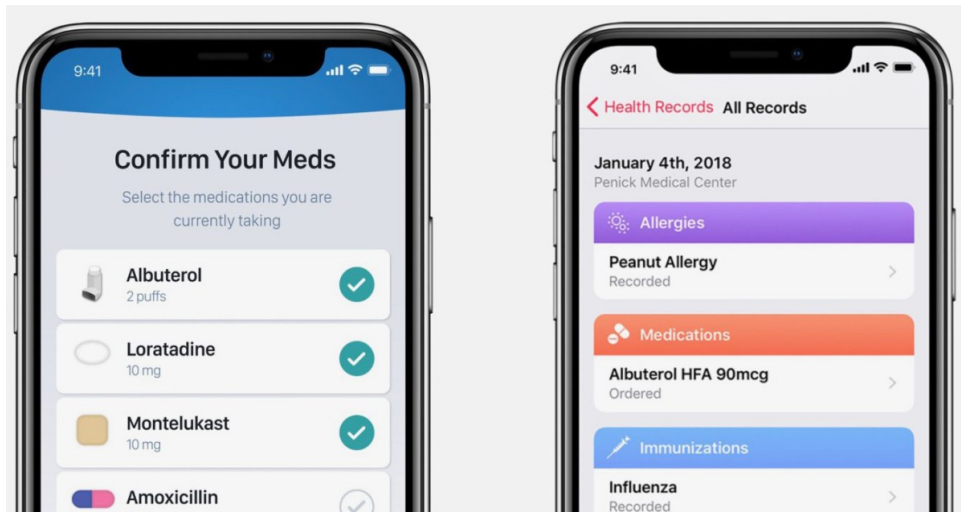 9:41
Confirm Your Meds
Select the medications you are
currently taking
Albuterol
2 puffs
Loratadine
10 mg
Montelukast
10 mg
Amoxicillin
9:41
Health Records All Records
January 4th, 2018
Penick Medical Center
Allergies
Peanut Allergy
Recorded
Medications
Albuterol HFA 90mcg
Ordered
Immunizations
Influenza
Recorded